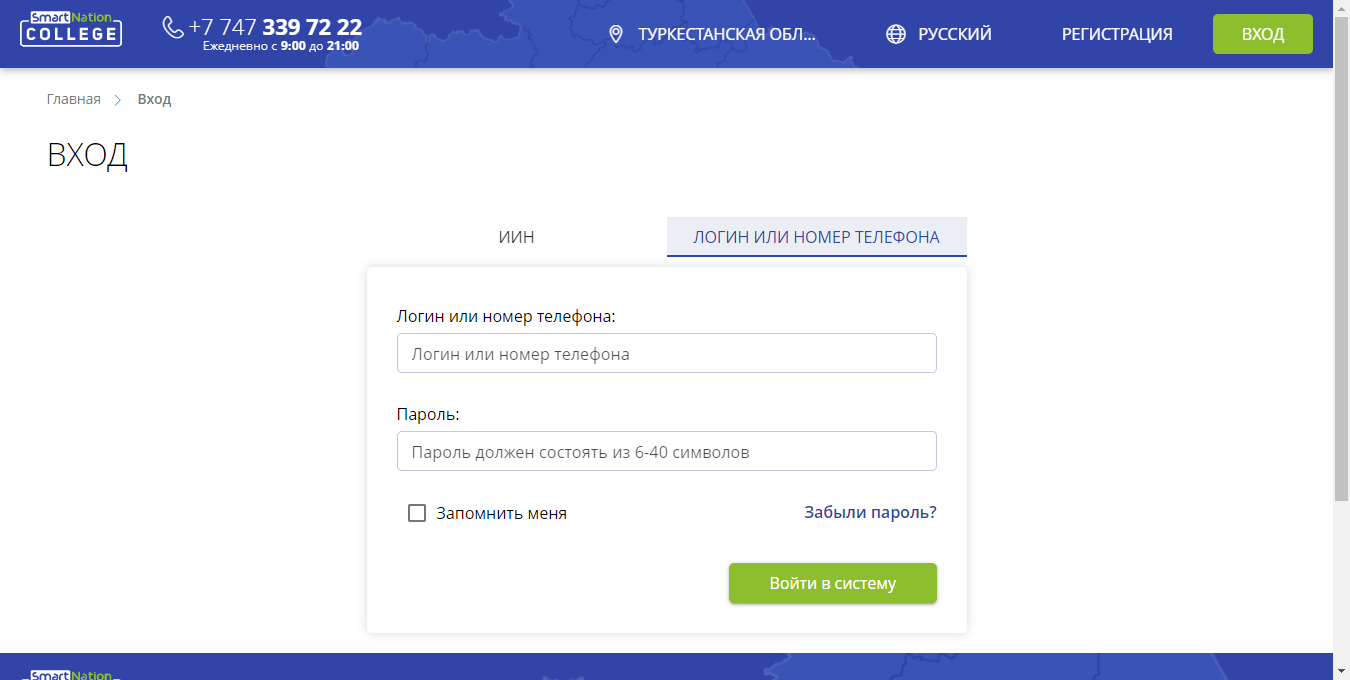 SmartNation
COLLEGE
+7 747 339 72 22
Ежедневно с 9:00 до 21:00
ТУРКЕСТАНСКАЯ ОБЛ...
РУССКИЙ
РЕГИСТРАЦИЯ
ВХОД
Главная
Вход
ВХОД
ИИН
ЛОГИН ИЛИ НОМЕР ТЕЛЕФОНА
Логин или номер телефона:
Логин или номер телефона
Пароль:
Пароль должен состоять из 6-40 символов
Запомнить меня
Забыли пароль?
Войти в систему
SmartNation